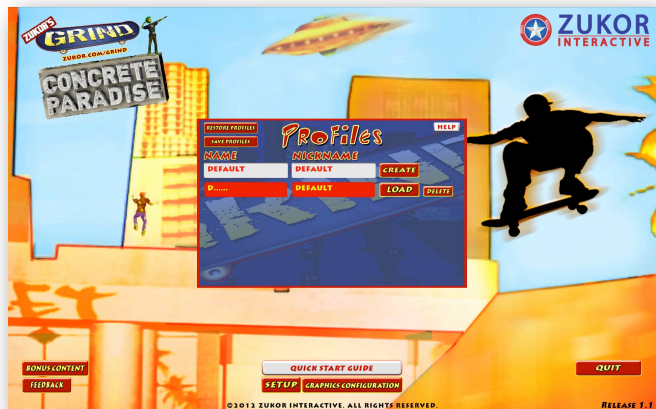 ZUKOR'S
GRIND
ZUKOR.COM/GRIND
CONCRETE
PARADISE
ZUKOR
INTERACTIVE
RESTORE PROFILES
SAVE PROFILES
PROFILES
HELP
NAME
NICKNAME
DEFAULT
DEFAULT
CREATE
D......
DEFAULT
LOAD
DELETE
BONUS CONTENT
FEEDBACK
QUICK START GUIDE
SETUP
GRAPHICS CONFIGURATION
QUIT
©2012 ZUKOR INTERACTIVE. ALL RIGHTS RESERVED.
RELEASE 1.1